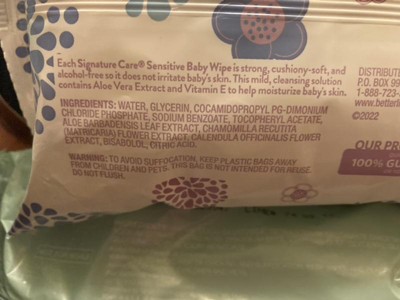 Each Signature Care® Sensitive Baby Wipe is strong, cushiony-soft, and
alcohol-free so it does not irritate baby's skin. This mild, cleansing solution
contains Aloe Vera Extract and Vitamin E to help moisturize baby's skin.
INGREDIENTS: WATER, GLYCERIN, COCAMIDOPROPYL PG-DIMONIUM
CHLORIDE PHOSPHATE, SODIUM BENZOATE, TOCOPHERYL ACETATE,
ALOE BARBADENSIS LEAF EXTRACT, CHAMOMILLA RECUTITA
(MATRICARIA) FLOWER EXTRACT, CALENDULA OFFICINALIS FLOWER
EXTRACT, BISABOLOL, CITRIC ACID.
WARNING: TO AVOID SUFFOCATION, KEEP PLASTIC BAGS AWAY
FROM CHILDREN AND PETS. THIS BAG IS NOT INTENDED FOR REUSE.
DO NOT FLUSH.
DISTRIBUTE
P.O. BOX 99
1-888-723-
www.betterli
©2022
OUR PR
100% GU